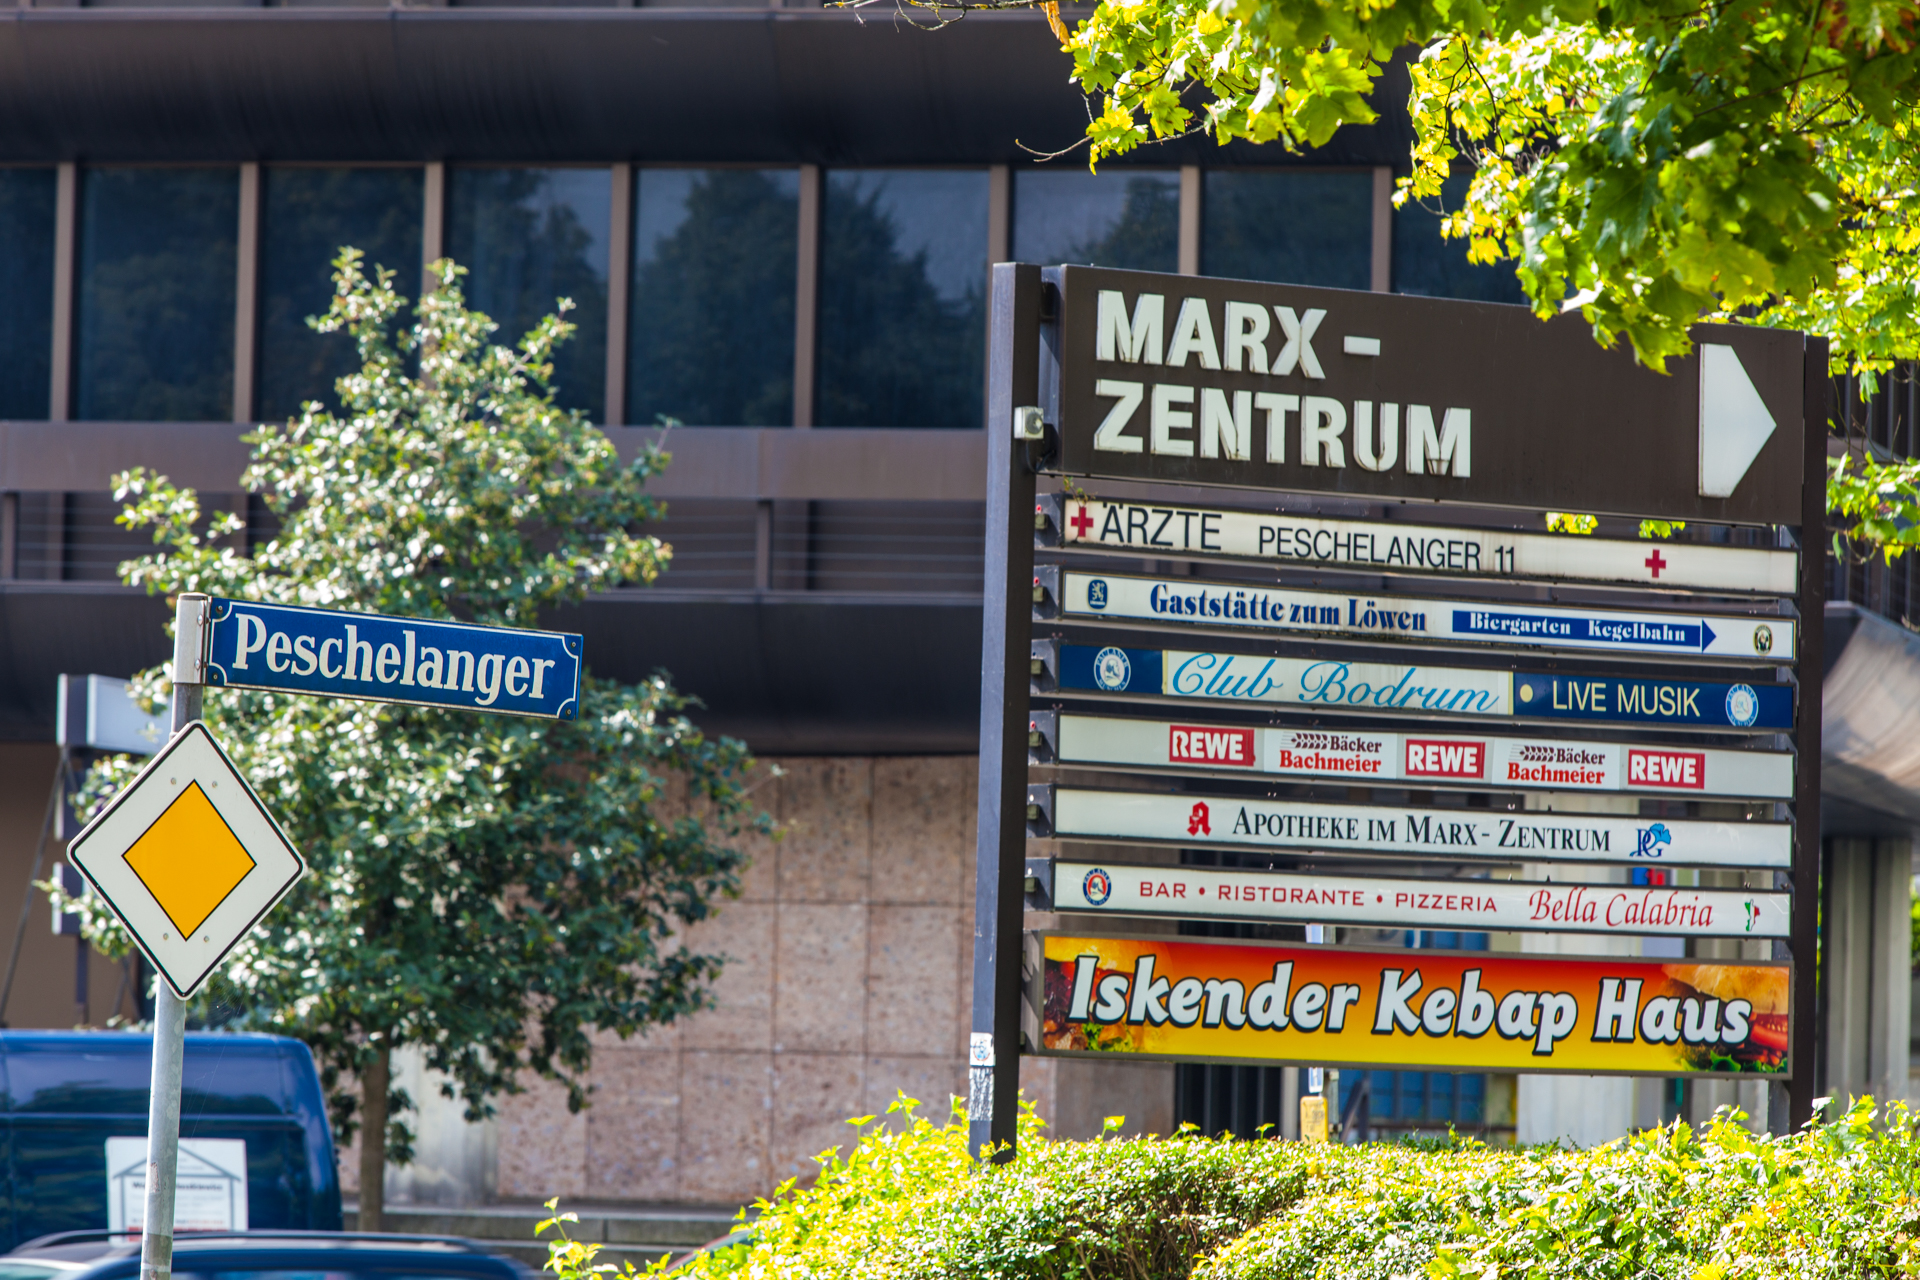 MARX-
ZENTRUM
ÄRZTE PESCHELANGER 11
Gaststätte zum Löwen Biergarten Kegelbahn
Peschelanger
Club Bodrum LIVE MUSIK
REWE Bäcker Bachmeier REWE Bäcker Bachmeier REWE
APOTHEKE IM MARX-ZENTRUM PG
BAR • RISTORANTE • PIZZERIA Bella Calabria
Iskender Kebap Haus